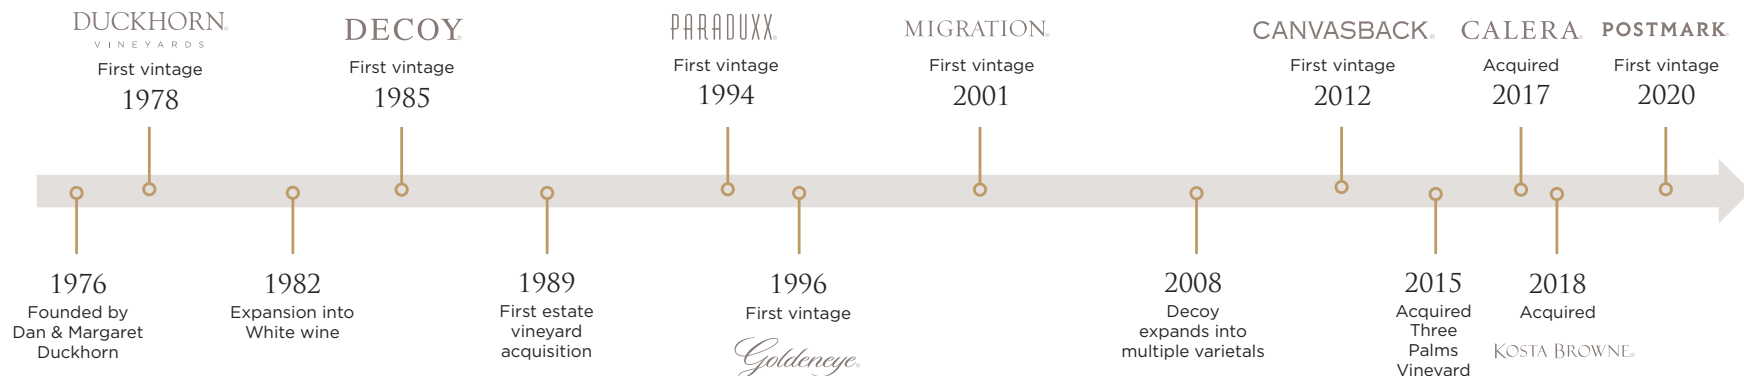 DUCKHORN®
VINEYARDS
First vintage
1978
DECOY®
First vintage
1985
PARADUXX®
First vintage
1994
MIGRATION®
First vintage
2001
CANVASBACK®
First vintage
2012
CALERA®
Acquired
2017
POSTMARK®
First vintage
2020
1976
Founded by
Dan & Margaret
Duckhorn
1982
Expansion into
White wine
1989
First estate
vineyard
acquisition
1996
First vintage
Goldeneye®
2008
Decoy
expands into
multiple varietals
2015
Acquired
Three
Palms
Vineyard
2018
Acquired
KOSTA BROWNE®